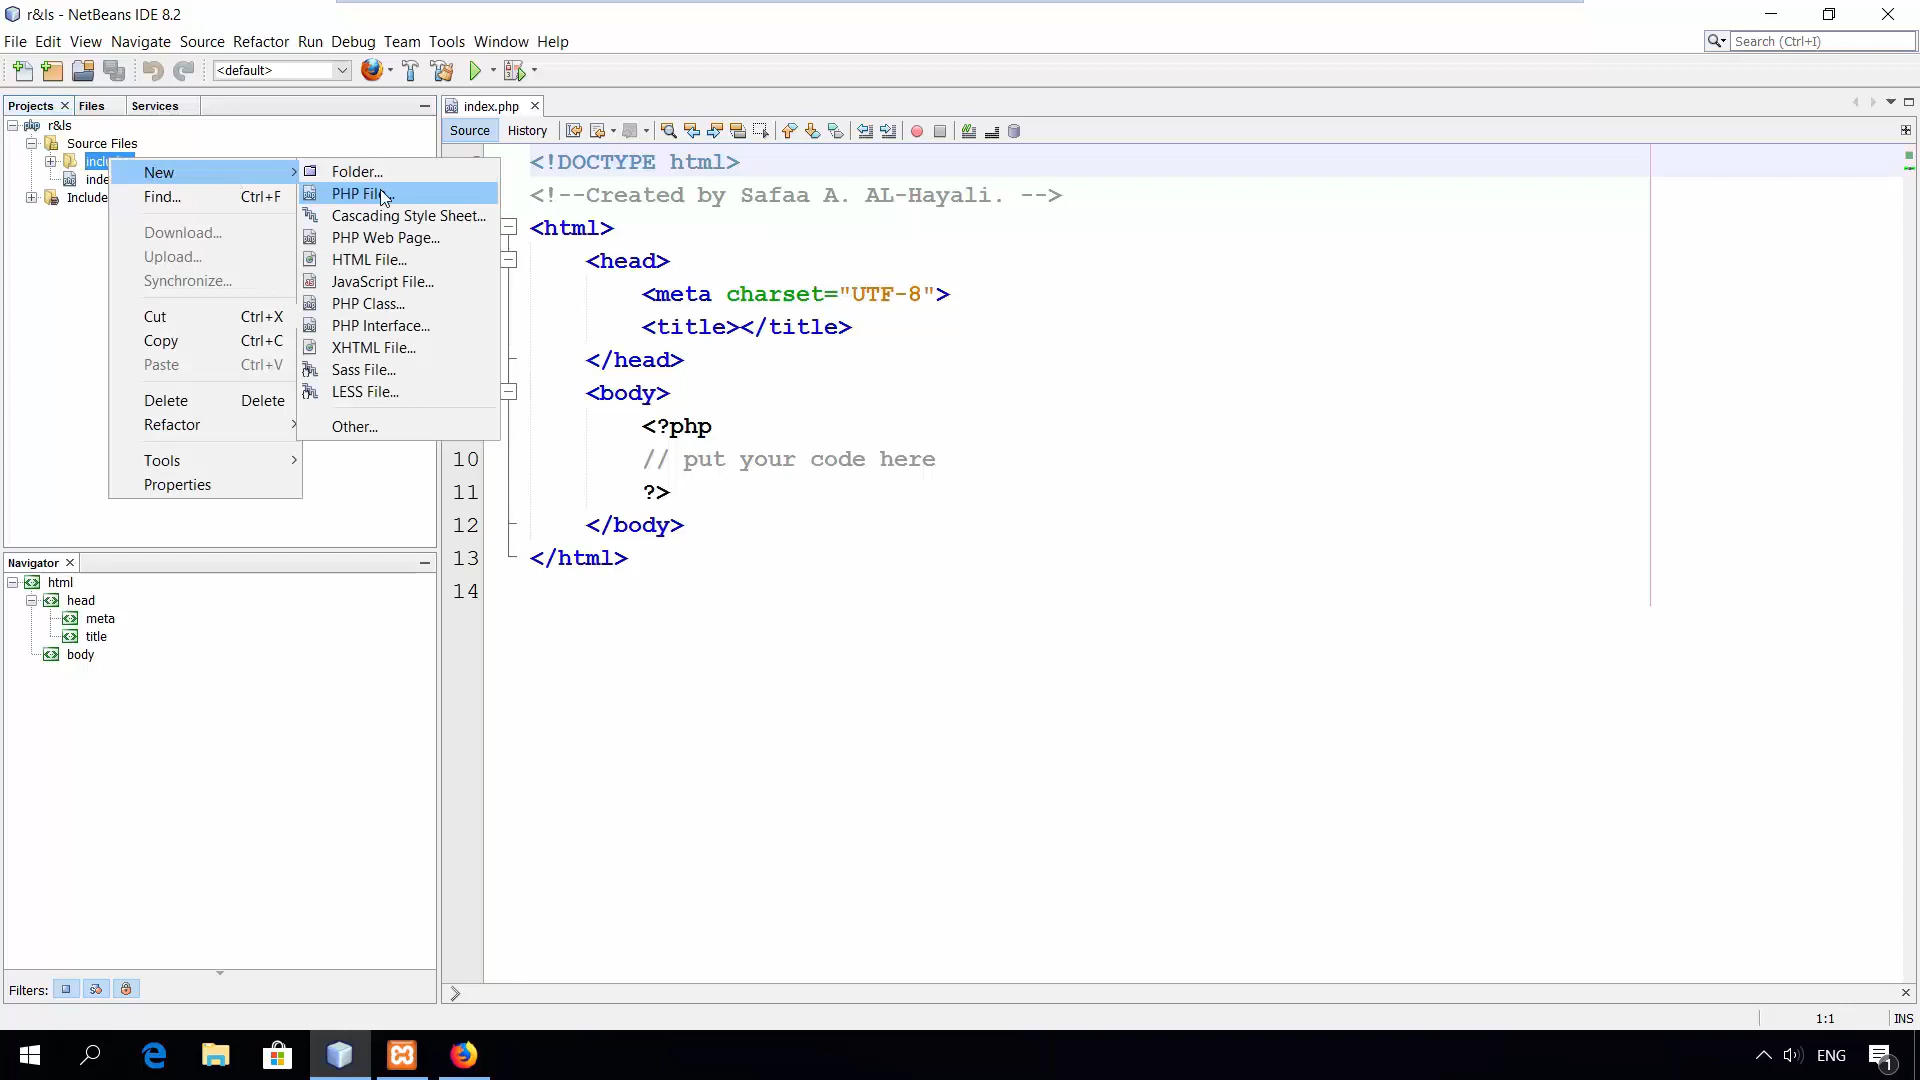 r&ls - NetBeans IDE 8.2
File Edit View Navigate Source Refactor Run Debug Team Tools Window Help
Search (Ctrl+I)
<default>
Projects Files Services
index.php
Source History
r&ls
Source Files
Include
New
Find... Ctrl+F
Download...
Upload...
Synchronize...
Cut Ctrl+X
Copy Ctrl+C
Paste Ctrl+V
Delete Delete
Refactor
Tools
Properties
Folder...
PHP File...
Cascading Style Sheet...
PHP Web Page...
HTML File...
JavaScript File...
PHP Class...
PHP Interface...
XHTML File...
Sass File...
LESS File...
Other...
<!DOCTYPE html>
<!--Created by Safaa A. AL-Hayali. -->
<html>
<head>
<meta charset="UTF-8">
<title></title>
</head>
<body>
<?php
10 // put your code here
11 ?>
12 </body>
13 </html>
14
Navigator
html
head
meta
title
body
Filters:
1:1 INS
ENG
1